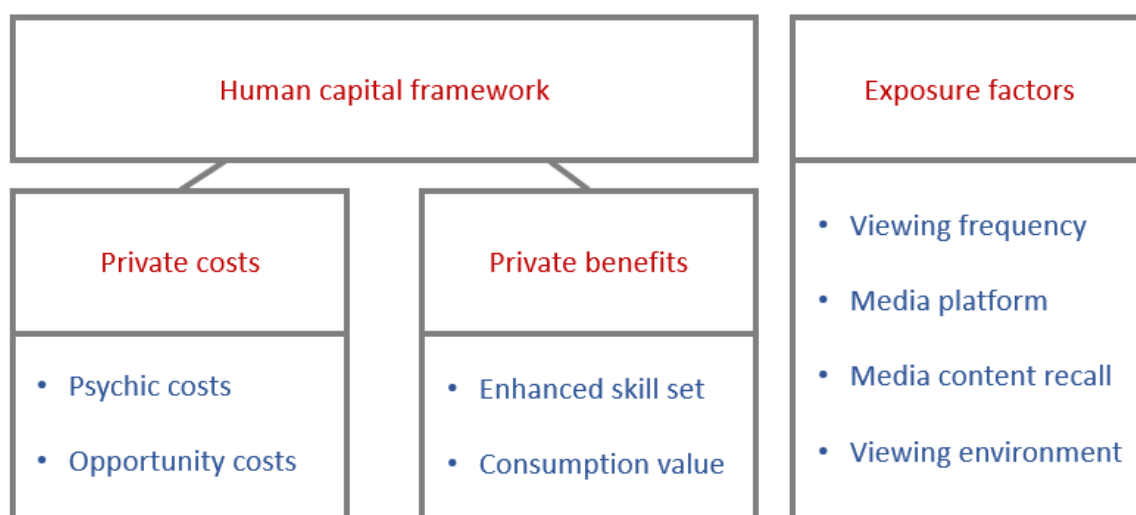 Human capital framework
Exposure factors
Private costs
Private benefits
• Psychic costs
• Opportunity costs
• Enhanced skill set
• Consumption value
• Viewing frequency
• Media platform
• Media content recall
• Viewing environment